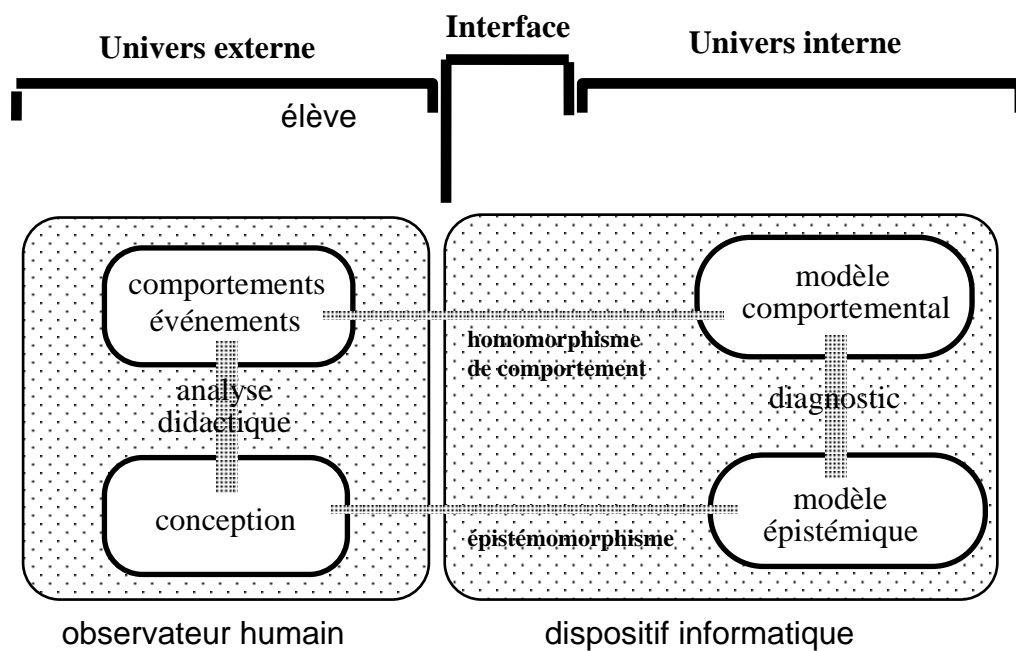 Univers externe
Interface
Univers interne
élève
comportements
événements
modèle
comportemental
homomorphisme
de comportement
analyse
didactique
diagnostic
conception
modèle
épistémique
épistémomorphisme
observateur humain
dispositif informatique